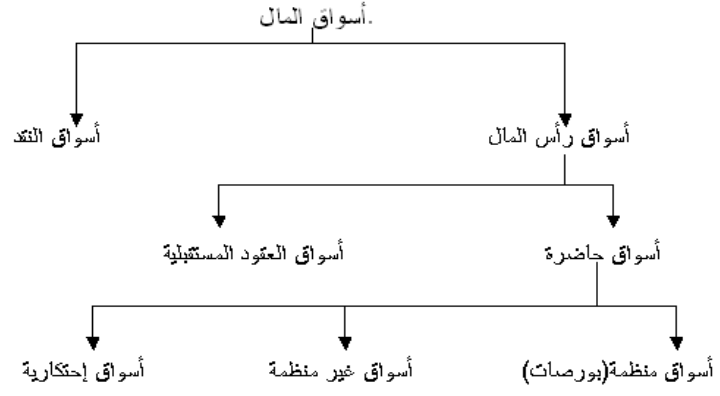 أسواق المال.
أسواق رأس المال
أسواق النقد
أسواق حاضرة
أسواق العقود المستقبلية
أسواق منظمة(بورصات)
أسواق غير منظمة
أسواق إحتكارية